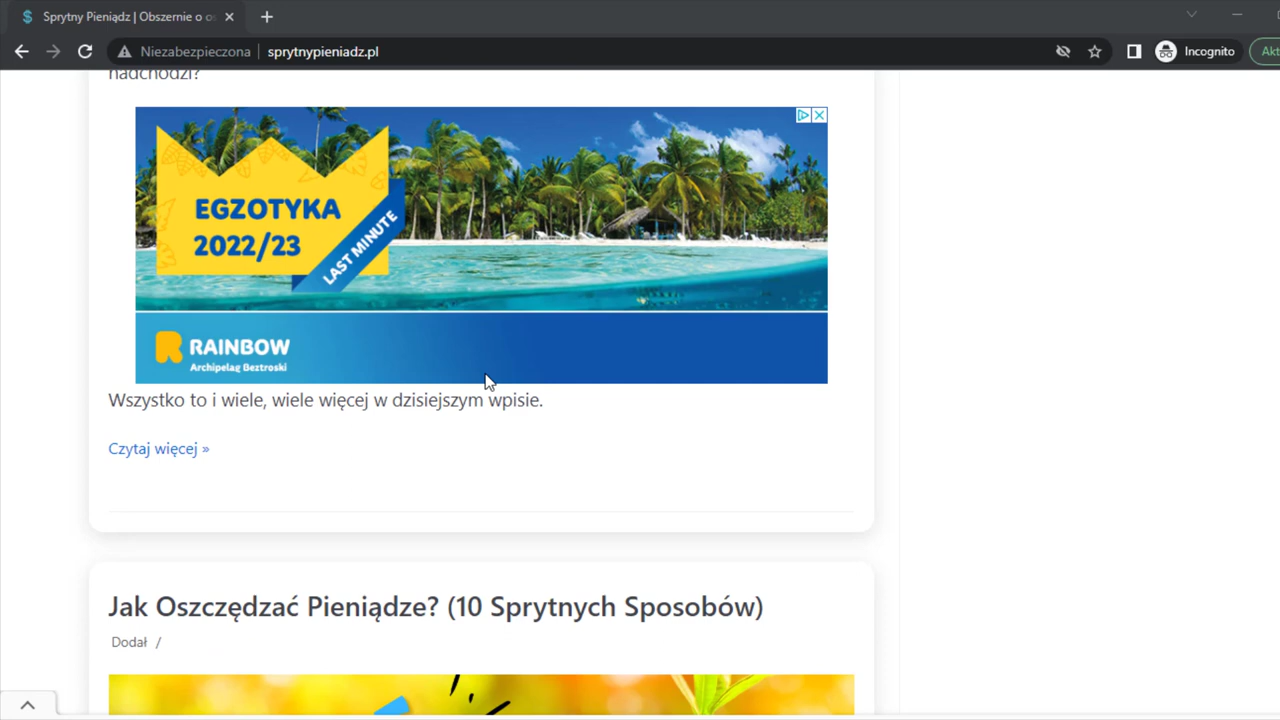 Sprytny Pieniądz | Obszernie o os
Niezabezpieczona
sprytnypieniadz.pl
Incognito
Akt
nadchodzi?
EGZOTYKA
2022/23
LAST MINUTE
RAINBOW
Archipelag Beztroski
Wszystko to i wiele, wiele więcej w dzisiejszym wpisie.
Czytaj więcej »
Jak Oszczędzać Pieniądze? (10 Sprytnych Sposobów)
Dodał /